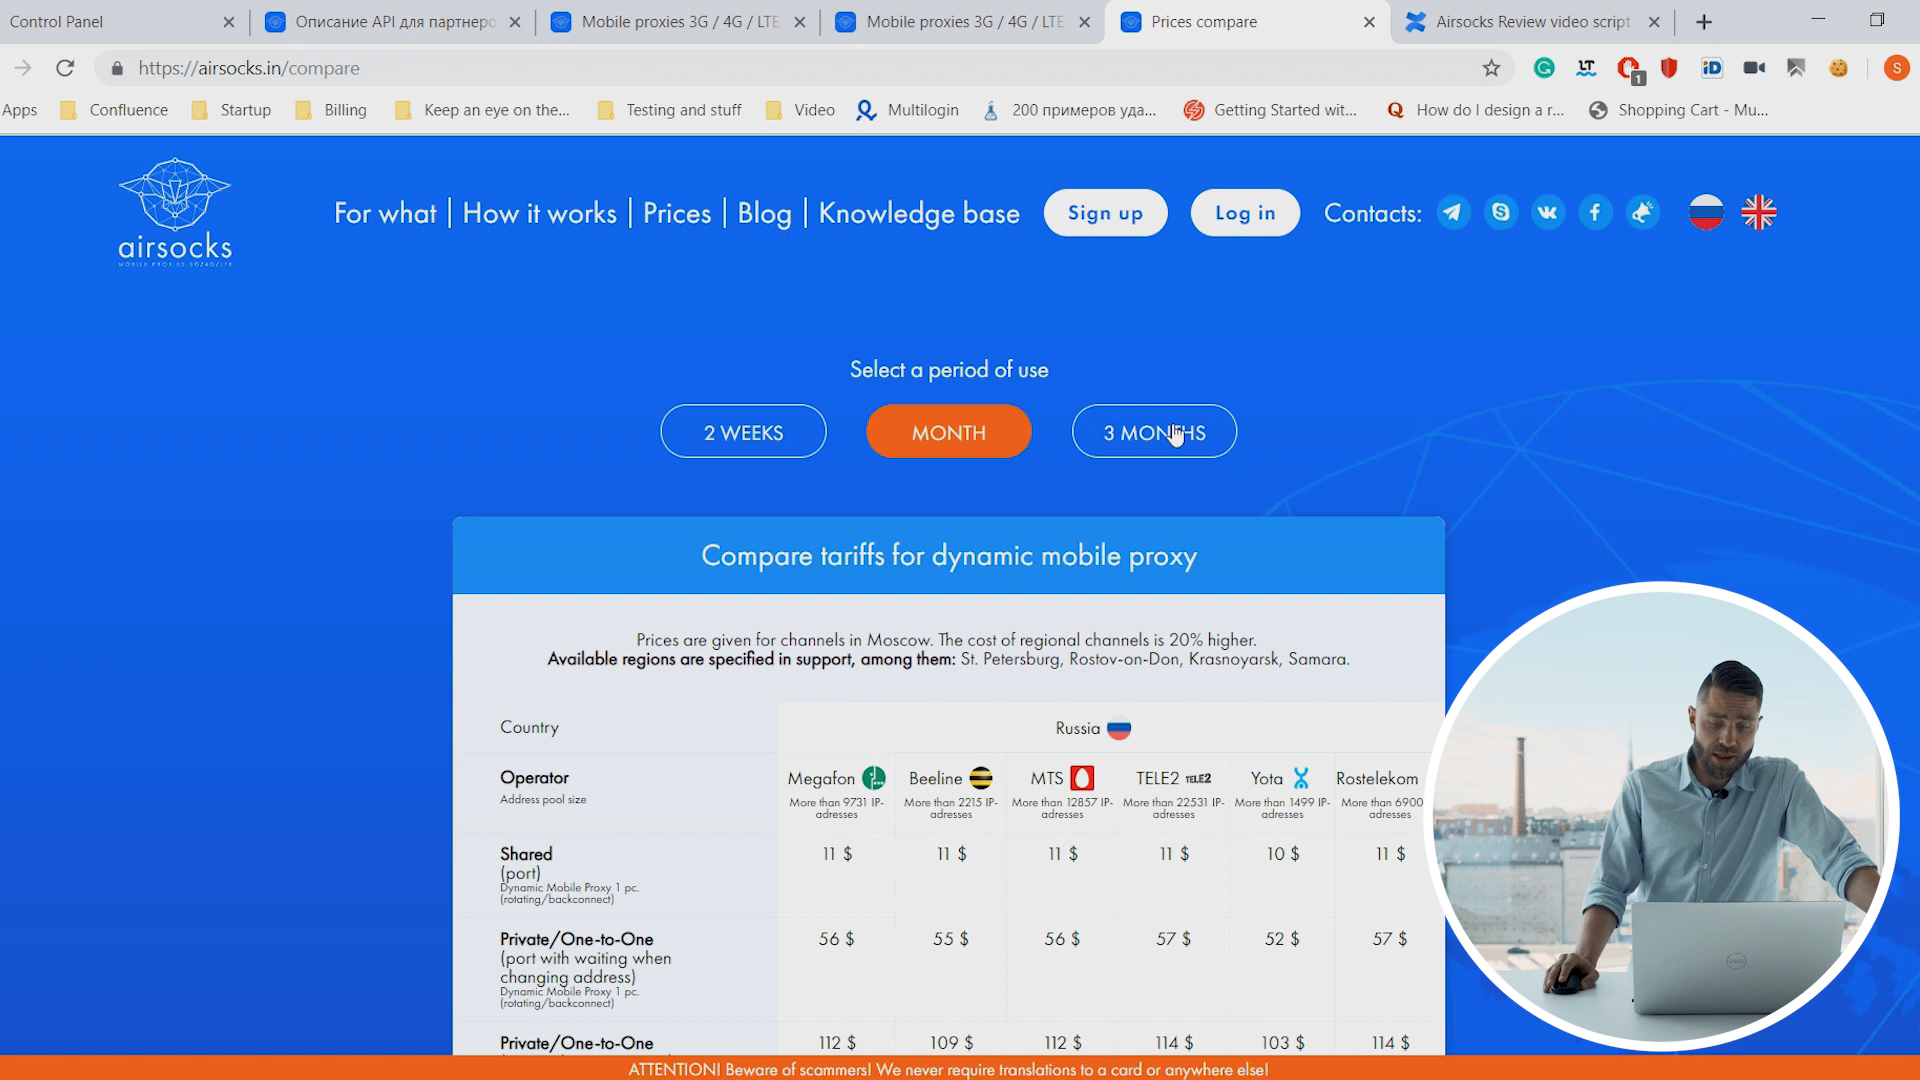 Control Panel
Описание API для партнеро
Mobile proxies 3G / 4G / LTE
Mobile proxies 3G / 4G / LTE
Prices compare
Airsocks Review video script
https://airsocks.in/compare
1
S
Apps
Confluence
Startup
Billing
Keep an eye on the...
Testing and stuff
Video
Multilogin
200 примеров уда...
Getting Started wit...
How do I design a r...
Shopping Cart - Mu...
airsocks
MOBILE PROXIES 3G/4G/LTE
For what | How it works | Prices | Blog | Knowledge base
Sign up
Log in
Contacts:
Select a period of use
2 WEEKS
MONTH
3 MONTHS
Compare tariffs for dynamic mobile proxy
Prices are given for channels in Moscow. The cost of regional channels is 20% higher.
Available regions are specified in support, among them: St. Petersburg, Rostov-on-Don, Krasnoyarsk, Samara.
Country
Russia
Operator
Address pool size
Megafon
More than 9731 IP-
adresses
Beeline
More than 2215 IP-
adresses
MTS
More than 12857 IP-
adresses
TELE2 TELE2
More than 22531 IP-
adresses
Yota
More than 1499 IP-
adresses
Rostelekom
More than 6900
adresses
Shared
(port)
Dynamic Mobile Proxy 1 pc.
(rotating/backconnect)
11 $ 11 $ 11 $ 11 $ 10 $ 11 $
Private/One-to-One
(port with waiting when
changing address)
Dynamic Mobile Proxy 1 pc.
(rotating/backconnect)
56 $ 55 $ 56 $ 57 $ 52 $ 57 $
Private/One-to-One
112 $ 109 $ 112 $ 114 $ 103 $ 114 $
DELL
ATTENTION! Beware of scammers! We never require translations to a card or anywhere else!